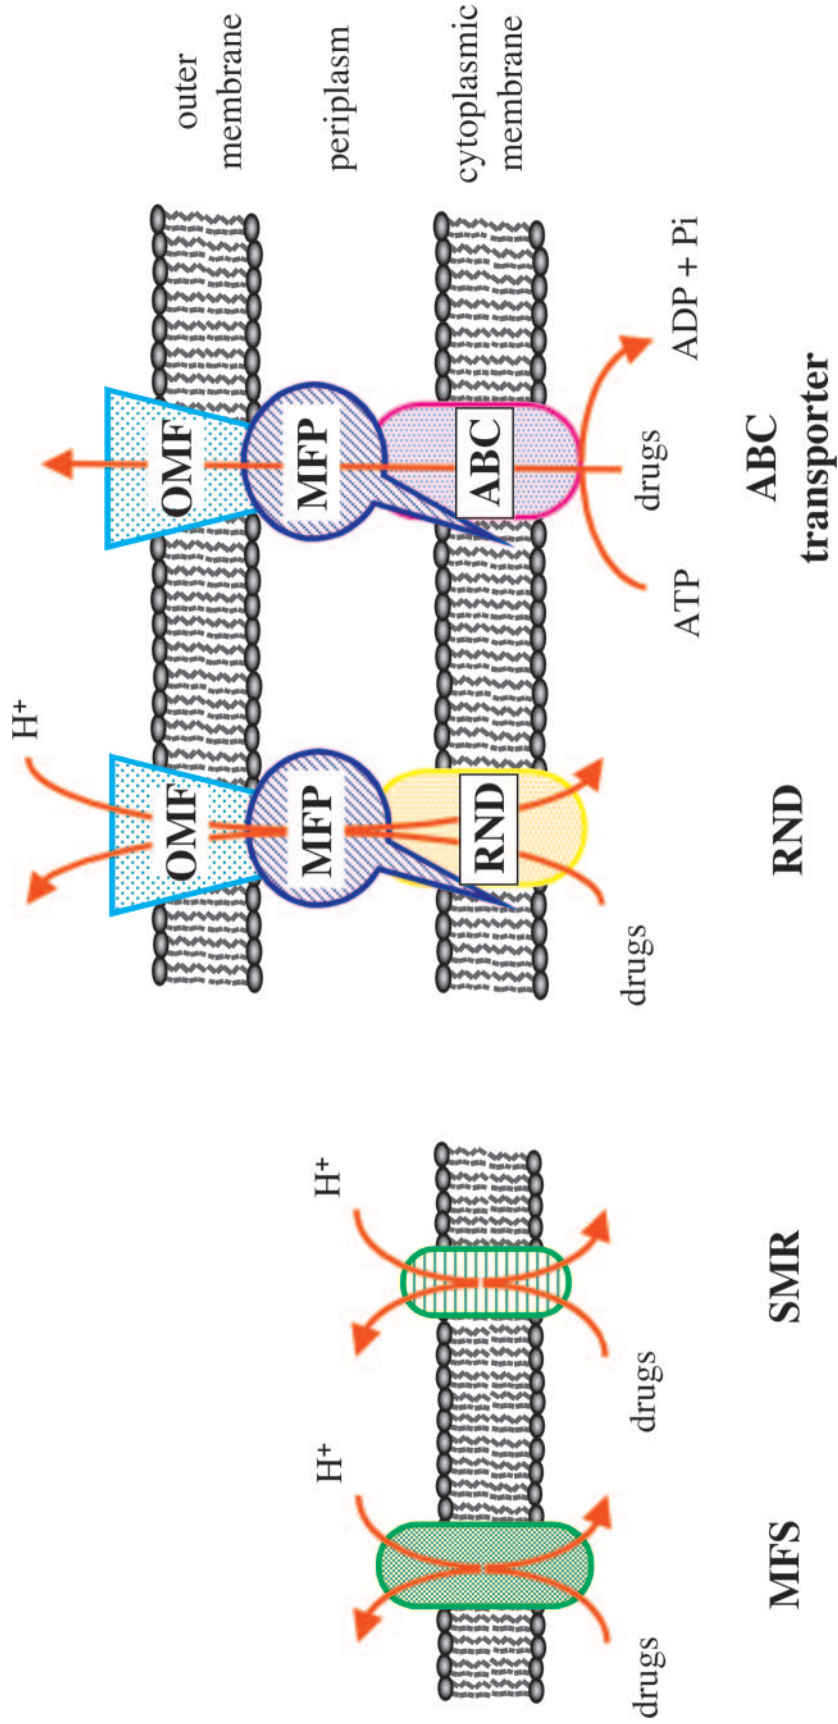 outer
membrane
periplasm
cytoplasmic
membrane
H⁺
OMF
MFP
RND
drugs
RND
OMF
MFP
ABC
drugs
ATP
ADP + Pi
ABC
transporter
H⁺
drugs
MFS
H⁺
drugs
SMR